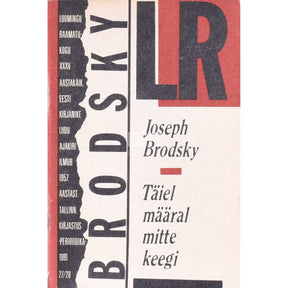 LOOMINGU
RAAMATU
KOGU
XXXV
AASTAKÄIK
EESTI
KIRJANIKE
LIIDU
AJAKIRI
ILMUB
1957
AASTAST
TALLINN
KIRJASTUS
"PERIOODIKA"
1991
27/28
BRODSKY
LR
Joseph
Brodsky
Täiel
määral
mitte
keegi